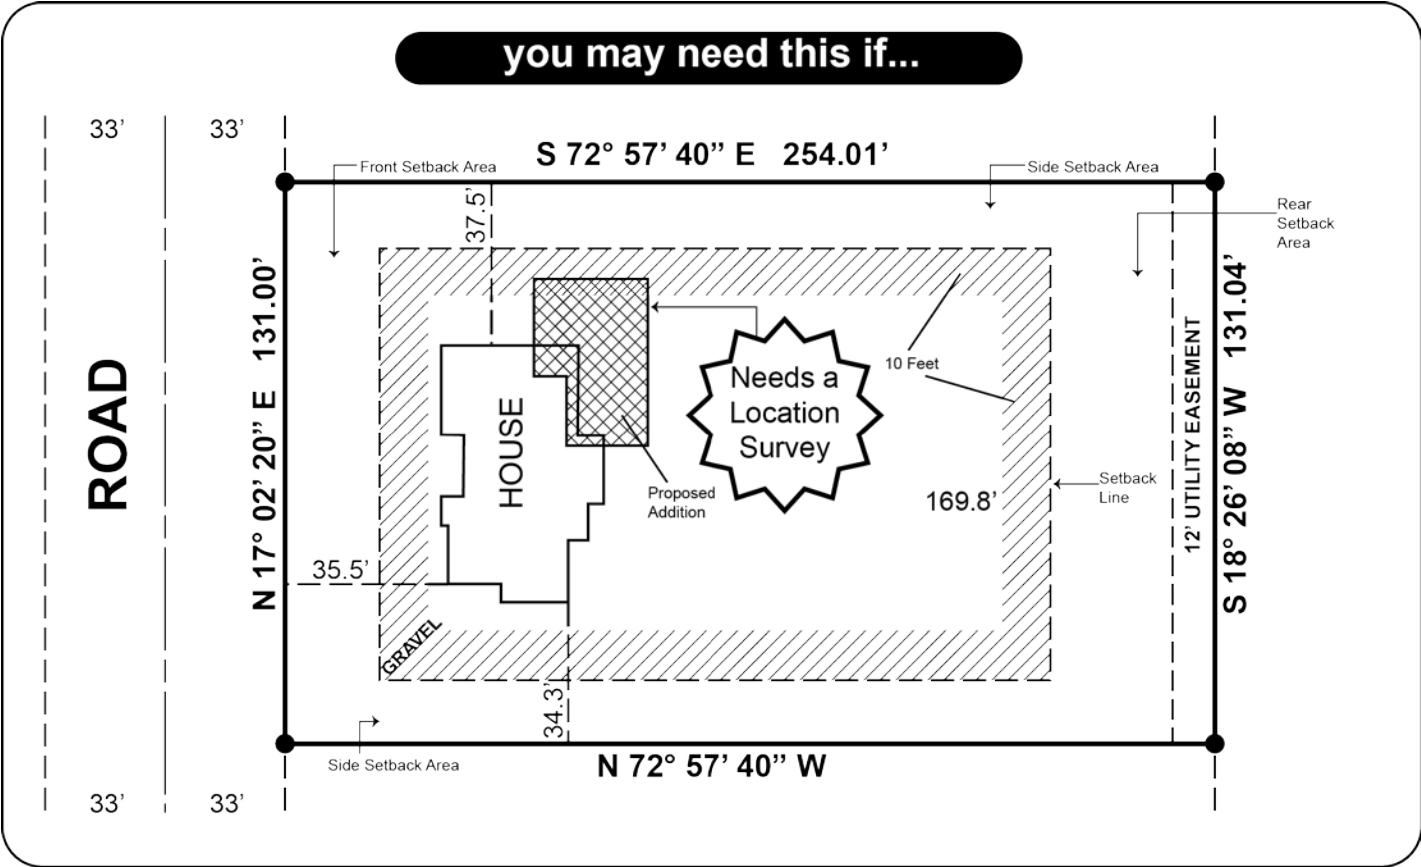 you may need this if...
33’
33’
S 72° 57’ 40” E 254.01’
Front Setback Area
Side Setback Area
Rear
Setback
Area
37.5’
ROAD
N 17° 02’ 20” E 131.00’
HOUSE
Needs a
Location
Survey
10 Feet
Proposed
Addition
169.8’
Setback
Line
12’ UTILITY EASEMENT
S 18° 26’ 08” W 131.04’
35.5’
GRAVEL
34.3’
Side Setback Area
N 72° 57’ 40” W
33’
33’